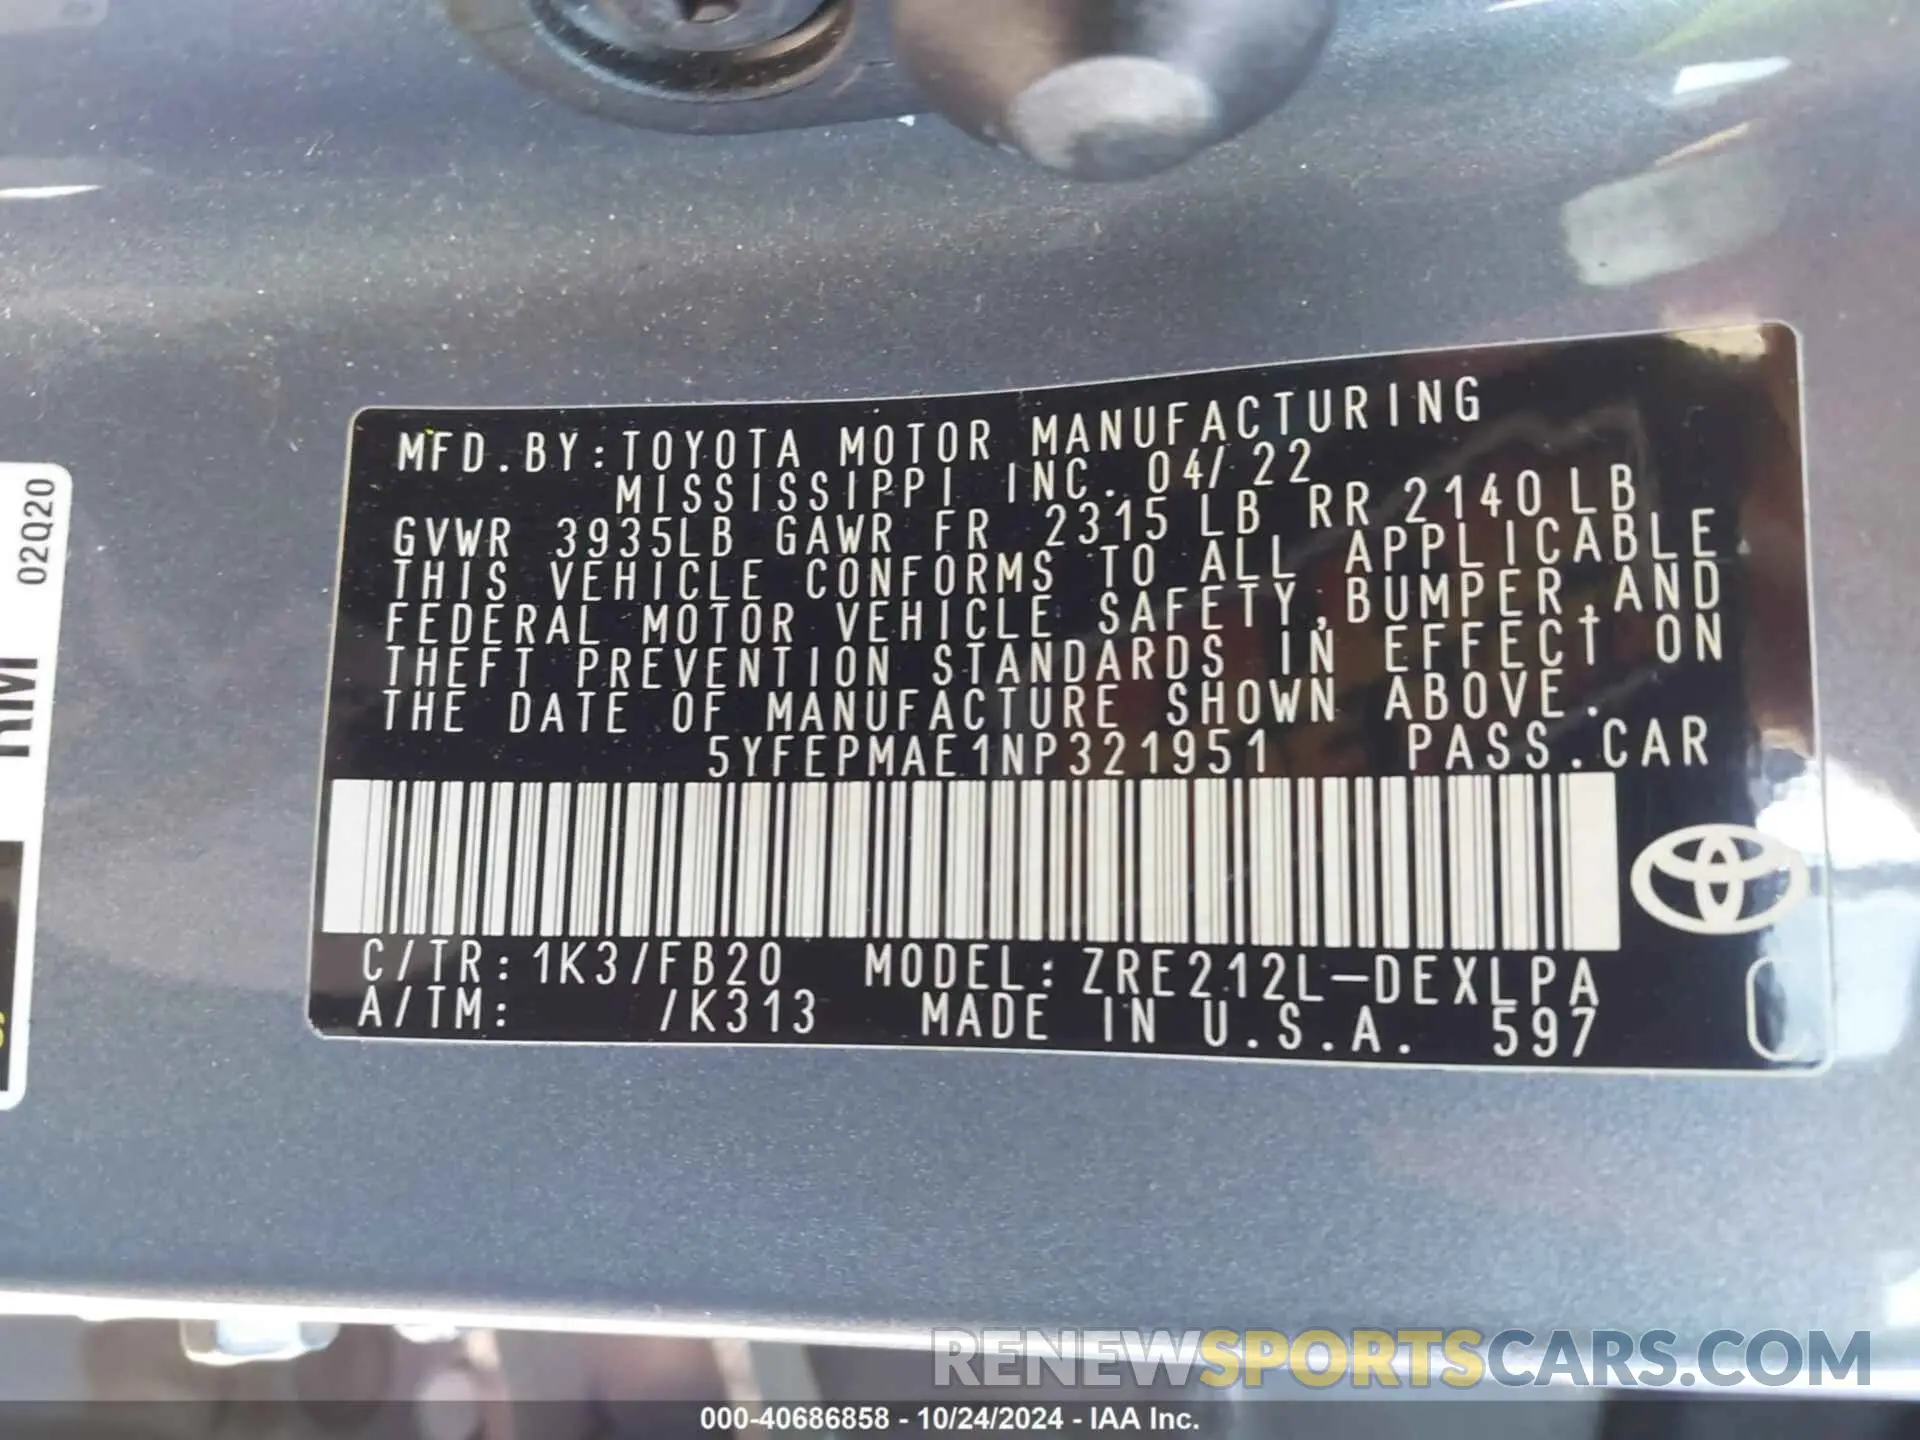 MFD.BY:TOYOTA MOTOR MANUFACTURING
MISSISSIPPI INC. 04/22
GVWR 3935LB GAWR FR 2315 LB RR 2140 LB
THIS VEHICLE CONFORMS TO ALL APPLICABLE
FEDERAL MOTOR VEHICLE SAFETY,BUMPER,AND
THEFT PREVENTION STANDARDS IN EFFECT ON
THE DATE OF MANUFACTURE SHOWN ABOVE.
5YFEPMAE1NP321951 PASS.CAR
C/TR:1K3/FB20 MODEL:ZRE212L-DEXLPA
A/TM: /K313 MADE IN U.S.A. 597
02Q20
RENEWSPORTSCARS.COM
000-40686858 - 10/24/2024 - IAA Inc.